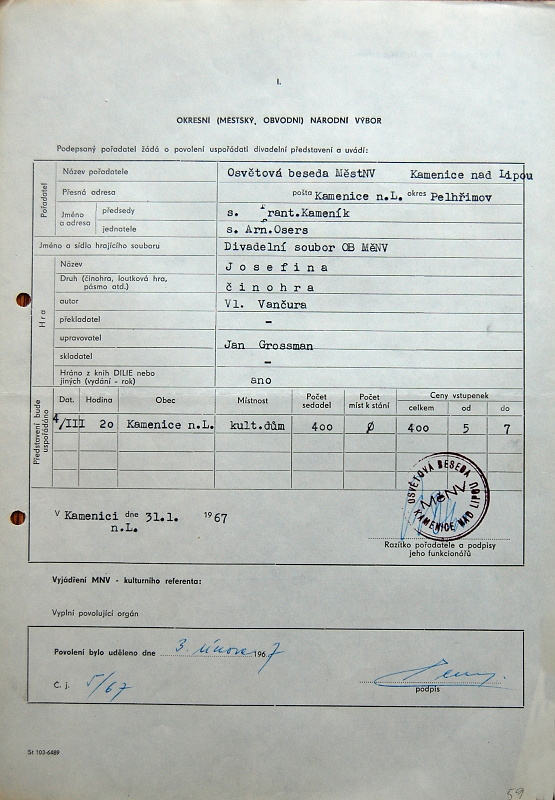 I.
OKRESNÍ (MĚSTSKÝ, OBVODNÍ) NÁRODNÍ VÝBOR
Podepsaný pořadatel žádá o povolení uspořádati divadelní představení a uvádí:
Pořadatel
Název pořadatele Osvětová beseda MěstNV Kamenice nad Lipou
Přesná adresa pošta Kamenice n.L. okres Pelhřimov
Jméno a adresa
předsedy s. Frant.Kameník
jednatele s. Arn.Osers
Jméno a sídlo hrajícího souboru Divadelní soubor OB MěNV
Hra
Název Josefina
Druh (činohra, loutková hra, pásmo atd.) činohra
autor Vl. Vančura
překladatel –
upravovatel Jan Grossman
skladatel –
Hráno z knih DILIE nebo jiných (vydání - rok) ano
Představení bude uspořádáno
Dat. Hodina Obec Místnost Počet sedadel Počet míst k stání Ceny vstupenek
celkem od do
4/III 20 Kamenice n.L. kult.dům 400 Ø 400 5 7
V Kamenici n.L. dne 31.1. 1967
OSVĚTOVÁ BESEDA MěNV KAMENICE NAD LIPOU
Razítko pořadatele a podpisy
jeho funkcionářů
Vyjádření MNV - kulturního referenta:
Vyplní povolující orgán
Povolení bylo uděleno dne 3. února 1967
Č. j. 5/67
podpis
St 103-6489
59